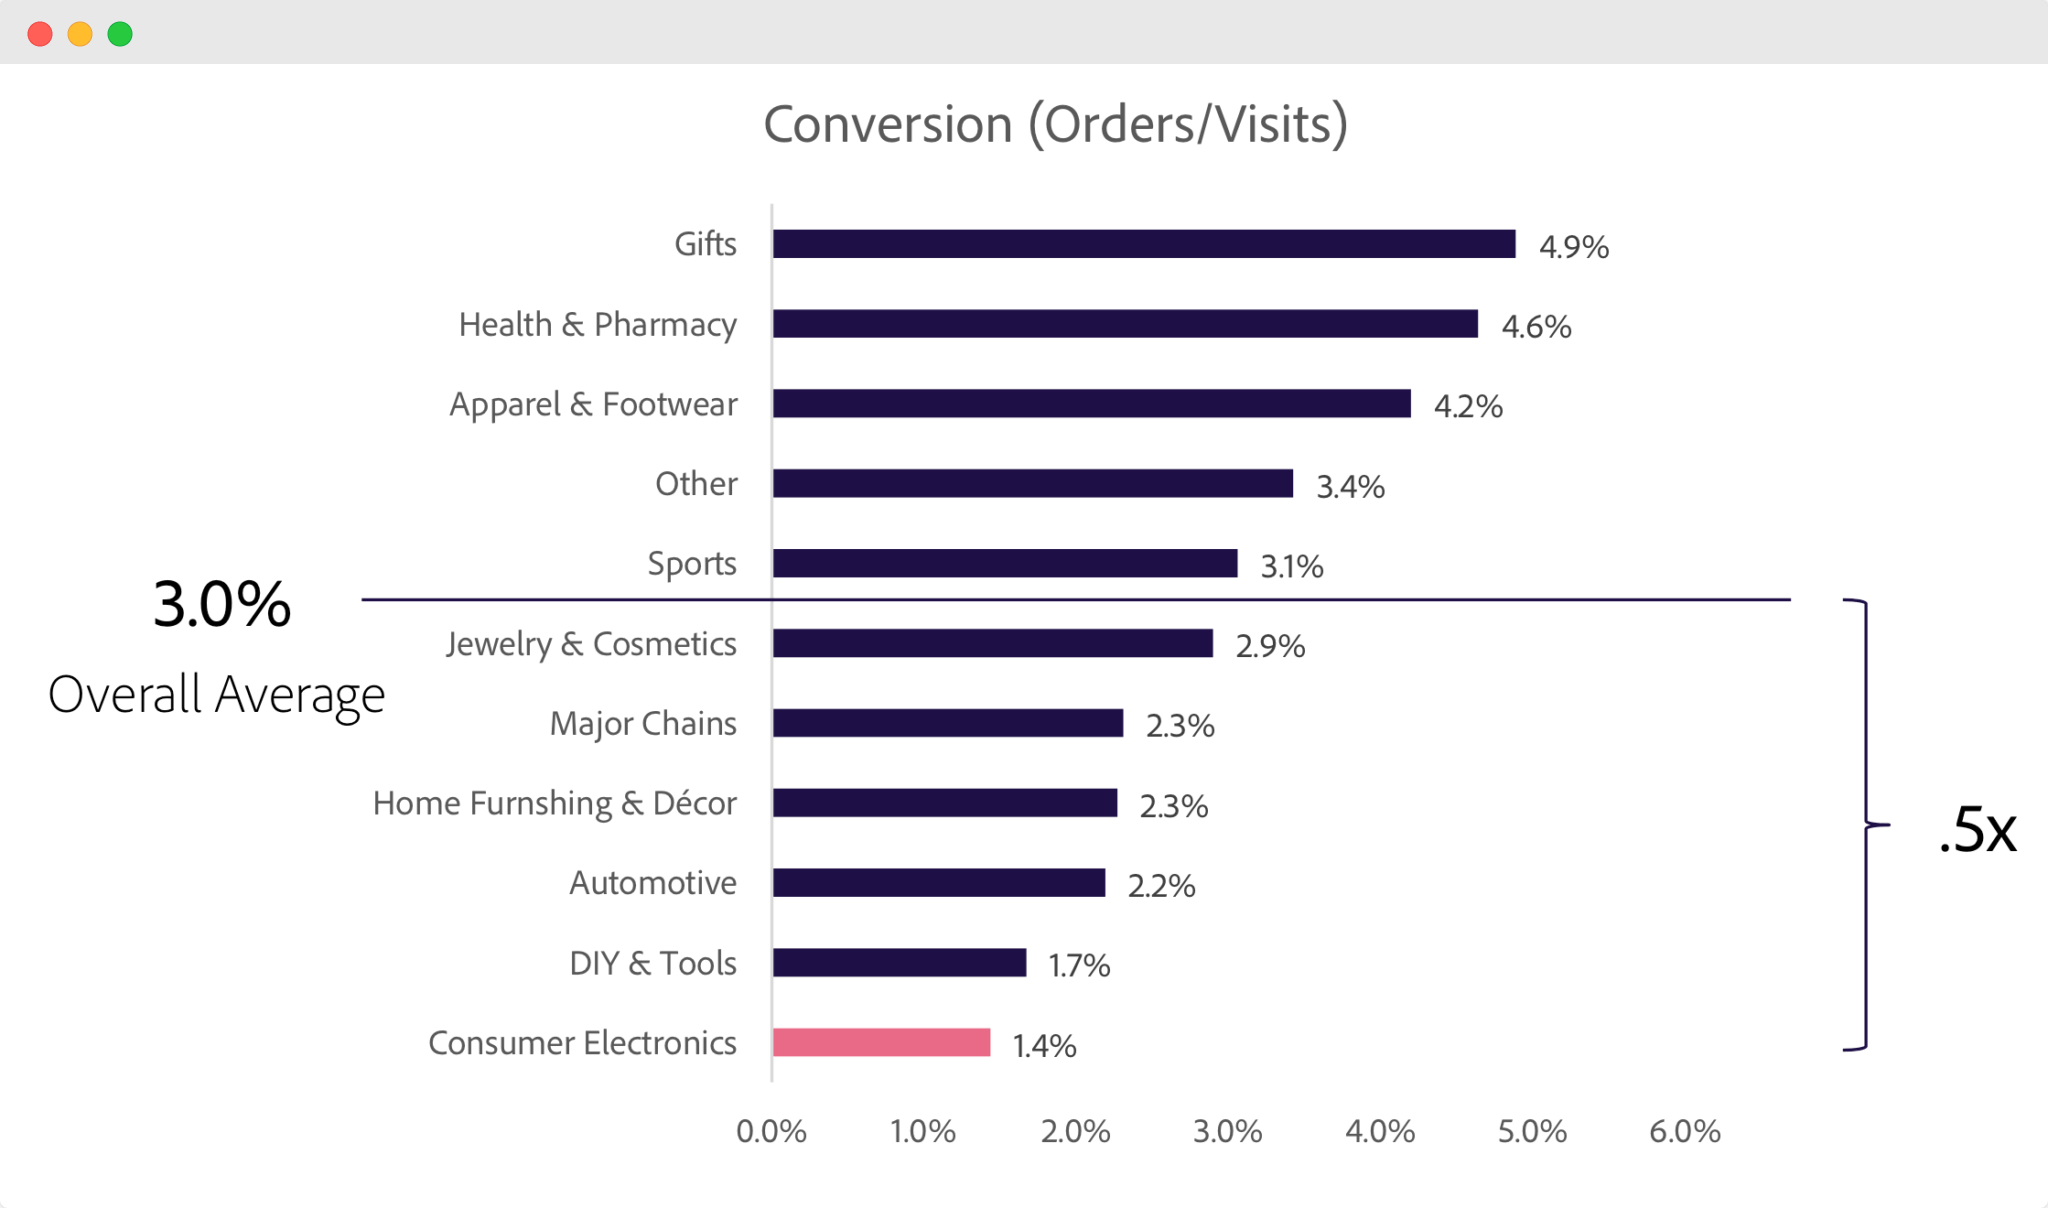 Conversion (Orders/Visits)
Gifts 4.9%
Health & Pharmacy 4.6%
Apparel & Footwear 4.2%
Other 3.4%
Sports 3.1%
3.0%
Overall Average
Jewelry & Cosmetics 2.9%
Major Chains 2.3%
Home Furnshing & Décor 2.3%
Automotive 2.2%
DIY & Tools 1.7%
Consumer Electronics 1.4%
.5x
0.0% 1.0% 2.0% 3.0% 4.0% 5.0% 6.0%